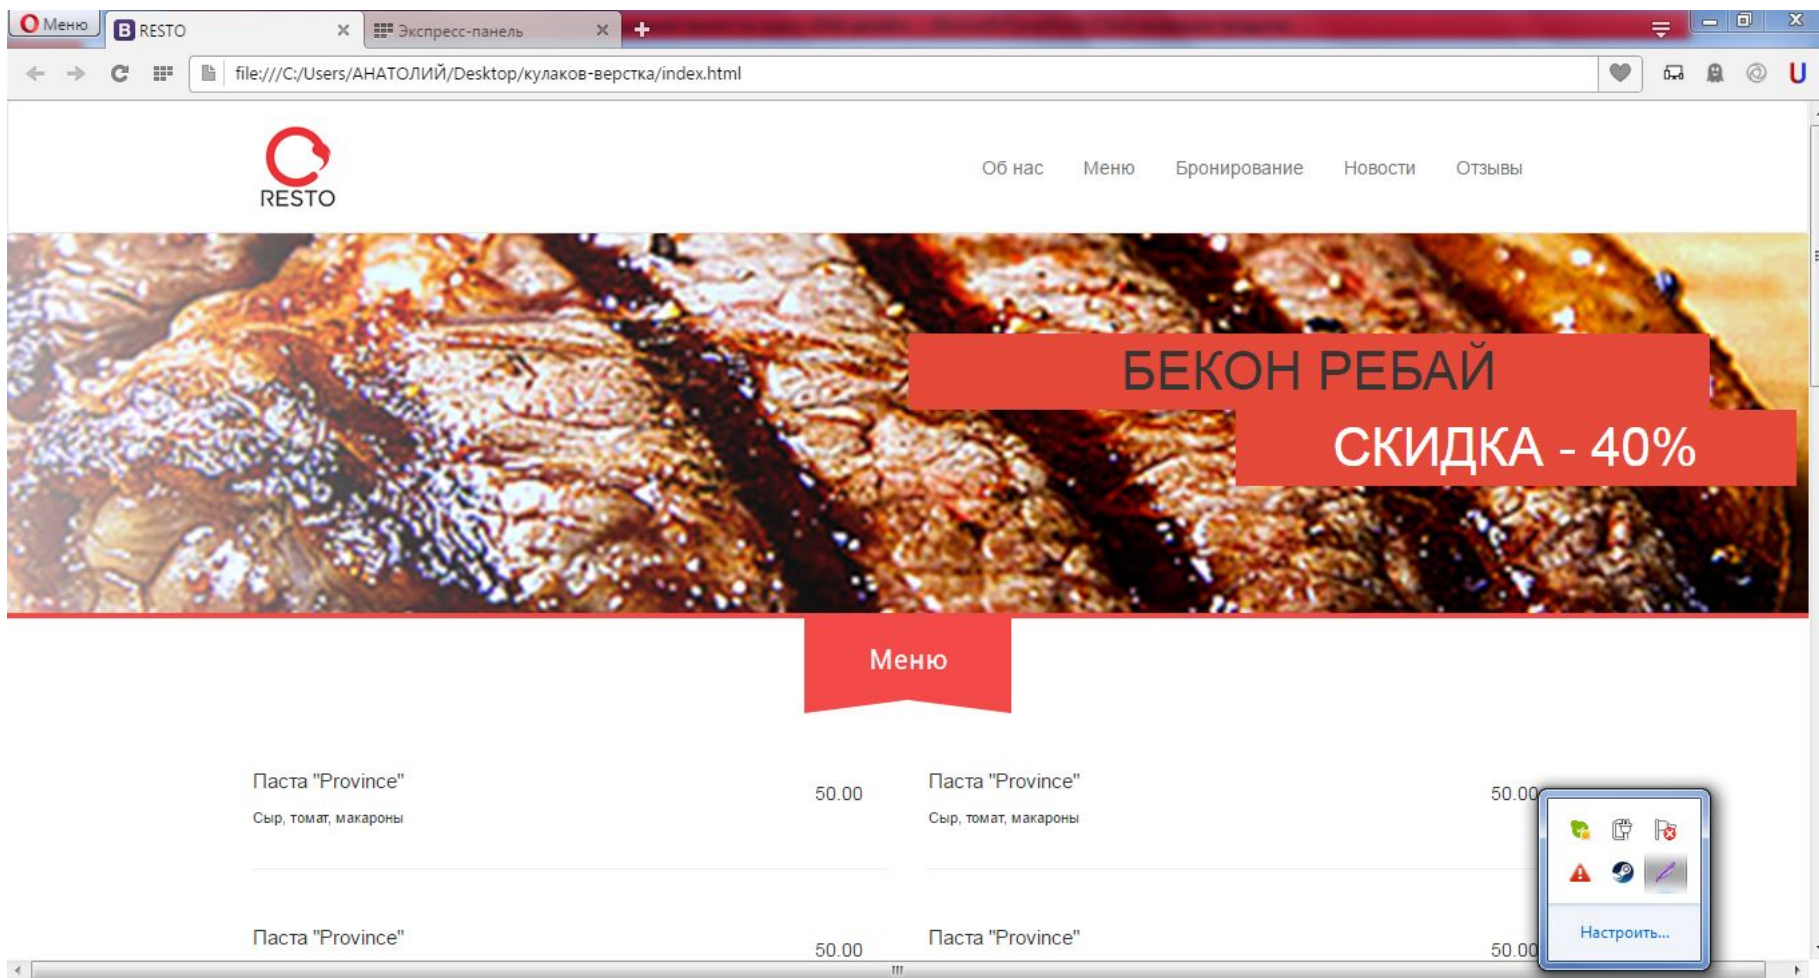 Меню
RESTO
Экспресс-панель
file:///C:/Users/АНАТОЛИЙ/Desktop/кулаков-верстка/index.html
RESTO
Об нас Меню Бронирование Новости Отзывы
БЕКОН РЕБАЙ
СКИДКА - 40%
Меню
Паста "Province" 50.00
Сыр, томат, макароны
Паста "Province" 50.00
Сыр, томат, макароны
Паста "Province" 50.00
Паста "Province" 50.00
Настроить...